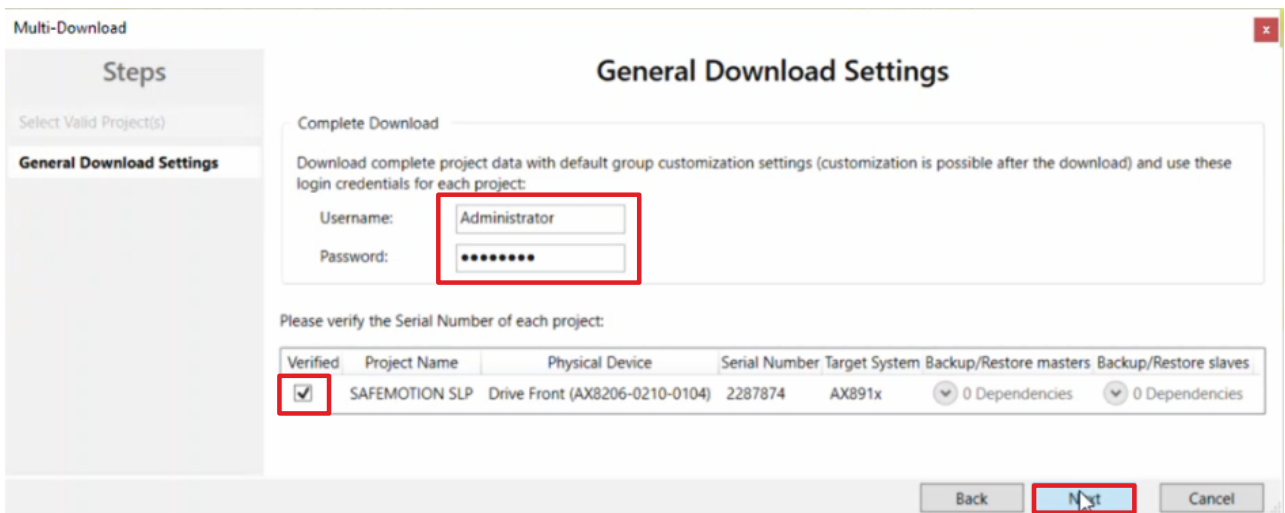 Multi-Download
x
Steps
Select Valid Project(s)
General Download Settings
General Download Settings
Complete Download
Download complete project data with default group customization settings (customization is possible after the download) and use these
login credentials for each project:
Username: Administrator
Password: ●●●●●●●●
Please verify the Serial Number of each project:
Verified Project Name Physical Device Serial Number Target System Backup/Restore masters Backup/Restore slaves
SAFEMOTION SLP Drive Front (AX8206-0210-0104) 2287874 AX891x 0 Dependencies 0 Dependencies
Back Next Cancel